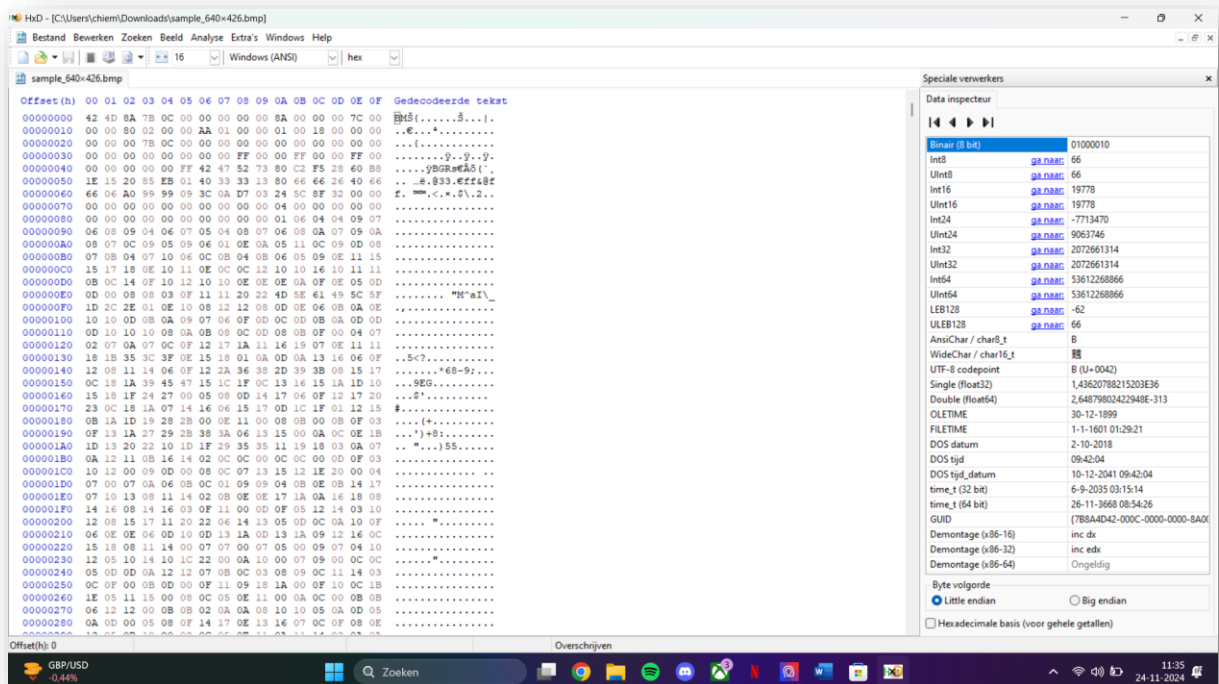 HxD - [C:\Users\chiem\Downloads\sample_640×426.bmp]
Bestand Bewerken Zoeken Beeld Analyse Extra's Windows Help
16 Windows (ANSI) hex
sample_640×426.bmp
Offset(h) 00 01 02 03 04 05 06 07 08 09 0A 0B 0C 0D 0E 0F Gedecodeerde tekst
00000000 42 4D 8A 7B 0C 00 00 00 00 00 8A 00 00 00 7C 00 BMŠ{......Š...|.
00000010 00 00 80 02 00 00 AA 01 00 00 01 00 18 00 00 00 ..€...ª.........
00000020 00 00 00 7B 0C 00 00 00 00 00 00 00 00 00 00 00 ...{............
00000030 00 00 00 00 00 00 00 00 FF 00 00 FF 00 00 FF 00 ........ÿ..ÿ..ÿ.
00000040 00 00 00 00 00 FF 42 47 52 73 80 C2 F5 28 60 B8 .....ÿBGRs€Âõ(`¸
00000050 1E 15 20 85 EB 01 40 33 33 13 80 66 66 26 40 66 .. …ë.@33.€ff&@f
00000060 66 06 A0 99 99 09 3C 0A D7 03 24 5C 8F 32 00 00 f. ™™.<.×.$\.2..
00000070 00 00 00 00 00 00 00 00 00 04 00 00 00 00 00 00 ................
00000080 00 00 00 00 00 00 00 00 00 00 01 06 04 04 09 07 ................
00000090 06 08 09 04 06 07 05 04 08 07 06 08 0A 07 09 0A ................
000000A0 08 07 0C 09 05 09 06 01 0E 0A 05 11 0C 09 0D 08 ................
000000B0 07 0B 04 07 10 06 0C 0B 04 0B 06 05 09 0E 11 15 ................
000000C0 15 17 18 0E 10 11 0E 0C 0C 12 10 10 16 10 11 11 ................
000000D0 0B 0C 14 0F 10 12 10 10 0E 0E 0E 0A 0F 0E 05 0D ................
000000E0 0D 00 08 08 03 0F 11 11 20 22 4D 5E 61 49 5C 5F ........ "M^aI\_
000000F0 1D 2C 2E 01 0E 10 08 12 12 08 0D 0E 06 0B 0A 0E .,..............
00000100 10 10 0D 0B 0A 09 07 06 0F 0D 0C 0D 0B 0A 0D 0D ................
00000110 0D 10 10 10 08 0A 0B 08 0C 0D 08 0B 0F 00 04 07 ................
00000120 02 07 0A 07 0C 0F 12 17 1A 11 16 19 07 0E 11 11 ................
00000130 18 1B 35 3C 3F 0E 15 18 01 0A 0D 0A 13 16 06 0F ..5<?...........
00000140 12 08 11 14 06 0F 12 2A 36 38 2D 39 3B 08 15 17 .......*68-9;...
00000150 0C 18 1A 39 45 47 15 1C 1F 0C 13 16 15 1A 1D 10 ...9EG..........
00000160 15 18 1F 24 27 00 05 08 0D 14 17 06 0F 12 17 20 ...$'..........
00000170 23 0C 18 1A 07 14 16 06 15 17 0D 1C 1F 01 12 15 #...............
00000180 0B 1A 1D 19 28 2B 00 0E 11 00 08 0B 00 0B 0F 03 ....(+..........
00000190 0F 13 1A 27 29 2B 38 3A 06 13 15 00 0A 0C 0E 1B ...')+8:........
000001A0 1D 13 20 22 10 1D 1F 29 35 35 11 19 18 03 0A 07 .. "...)55......
000001B0 0A 12 11 0B 16 14 02 0C 0C 00 0C 0C 00 0D 0F 03 ................
000001C0 10 12 00 09 0D 00 08 0C 07 13 15 12 1E 20 00 04 ............. ..
000001D0 07 00 07 0A 06 0B 0C 01 09 09 04 0B 0E 0B 14 17 ................
000001E0 07 10 13 08 11 14 02 0B 0E 0E 17 1A 0A 16 18 08 ................
000001F0 14 16 08 14 16 03 0F 11 00 0D 0F 05 12 14 03 10 ................
00000200 12 08 15 17 11 20 22 06 14 13 05 0D 0C 0A 10 0F ..... ".........
00000210 06 0E 0E 06 0D 10 0D 13 1A 0D 13 1A 09 12 16 0C ................
00000220 15 18 08 11 14 00 07 07 00 07 05 00 09 07 04 10 ................
00000230 12 05 10 14 10 1C 22 00 0A 10 00 07 09 00 0C 0C ......".........
00000240 05 0D 0D 0A 12 12 07 0B 0C 03 08 09 0C 11 14 03 ................
00000250 0C 0F 00 0B 0D 00 0F 11 09 18 1A 00 0F 10 0C 1B ................
00000260 1E 05 11 15 00 08 0C 05 0E 11 00 0A 0C 00 0B 0B ................
00000270 06 12 12 00 0B 0B 02 0A 0A 08 10 10 05 0A 0D 05 ................
00000280 0A 0D 00 05 08 0F 14 17 0E 13 16 07 0C 0F 08 0E ................
Speciale verwerkers
Data inspecteur
Binair (8 bit) 01000010
Int8 ga naar: 66
UInt8 ga naar: 66
Int16 ga naar: 19778
UInt16 ga naar: 19778
Int24 ga naar: -7713470
UInt24 ga naar: 9063746
Int32 ga naar: 2072661314
UInt32 ga naar: 2072661314
Int64 ga naar: 53612268866
UInt64 ga naar: 53612268866
LEB128 ga naar: -62
ULEB128 ga naar: 66
AnsiChar / char8_t B
WideChar / char16_t
UTF-8 codepoint B (U+0042)
Single (float32) 1,43620788215203E36
Double (float64) 2,64879802422948E-313
OLETIME 30-12-1899
FILETIME 1-1-1601 01:29:21
DOS datum 2-10-2018
DOS tijd 09:42:04
DOS tijd_datum 10-12-2041 09:42:04
time_t (32 bit) 6-9-2035 03:15:14
time_t (64 bit) 26-11-3668 08:54:26
GUID {7B8A4D42-000C-0000-0000-8A00
Demontage (x86-16) inc dx
Demontage (x86-32) inc edx
Demontage (x86-64) Ongeldig
Byte volgorde
Little endian Big endian
Hexadecimale basis (voor gehele getallen)
Offset(h): 0 Overschrijven
GBP/USD
-0,44%
Zoeken
3
11:35
24-11-2024